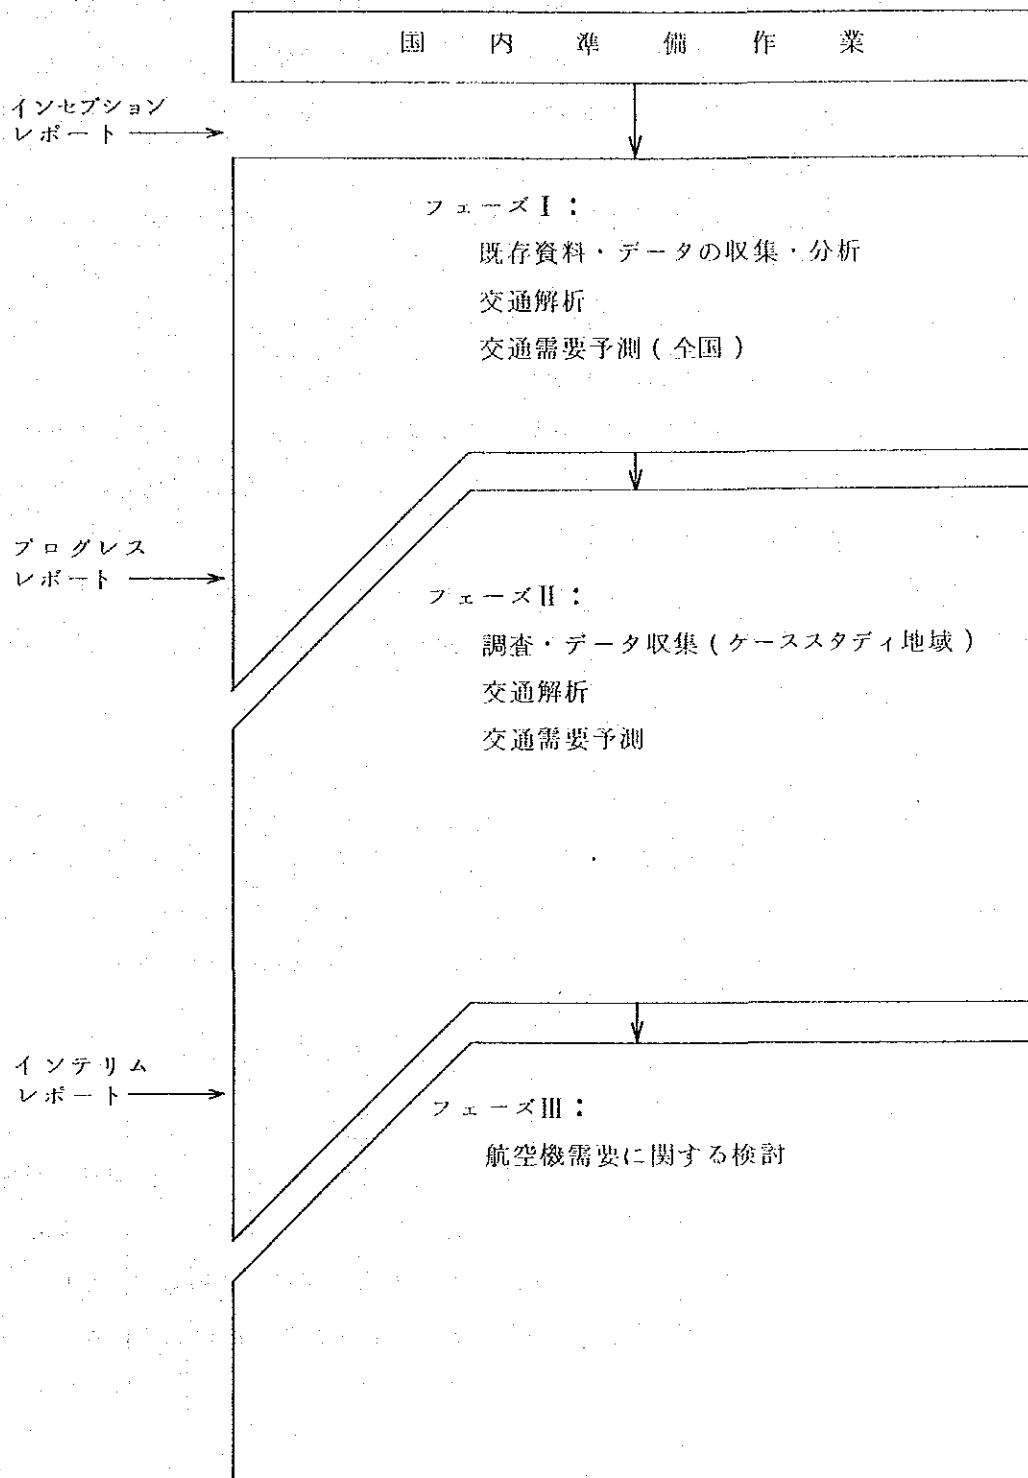 国内準備作業
インセプション
レポート
フェーズⅠ：
既存資料・データの収集・分析
交通解析
交通需要予測(全国)
プログレス
レポート
フェーズⅡ：
調査・データ収集(ケーススタディ地域)
交通解析
交通需要予測
インテリム
レポート
フェーズⅢ：
航空機需要に関する検討